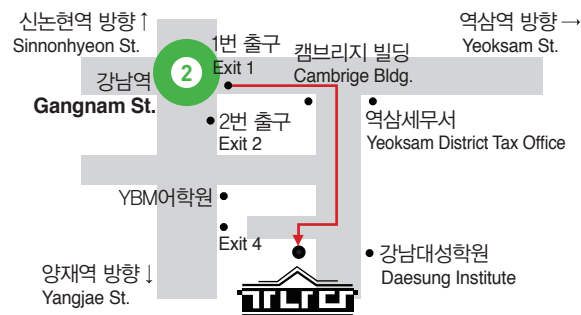 신논현역 방향 ↑
Sinnonhyeon St.
역삼역 방향 →
Yeoksam St.
1번 출구
Exit 1
캠브리지 빌딩
Cambrige Bldg.
2
강남역
Gangnam St.
2번 출구
Exit 2
역삼세무서
Yeoksam District Tax Office
YBM어학원
Exit 4
강남대성학원
Daesung Institute
양재역 방향 ↓
Yangjae St.
가나다